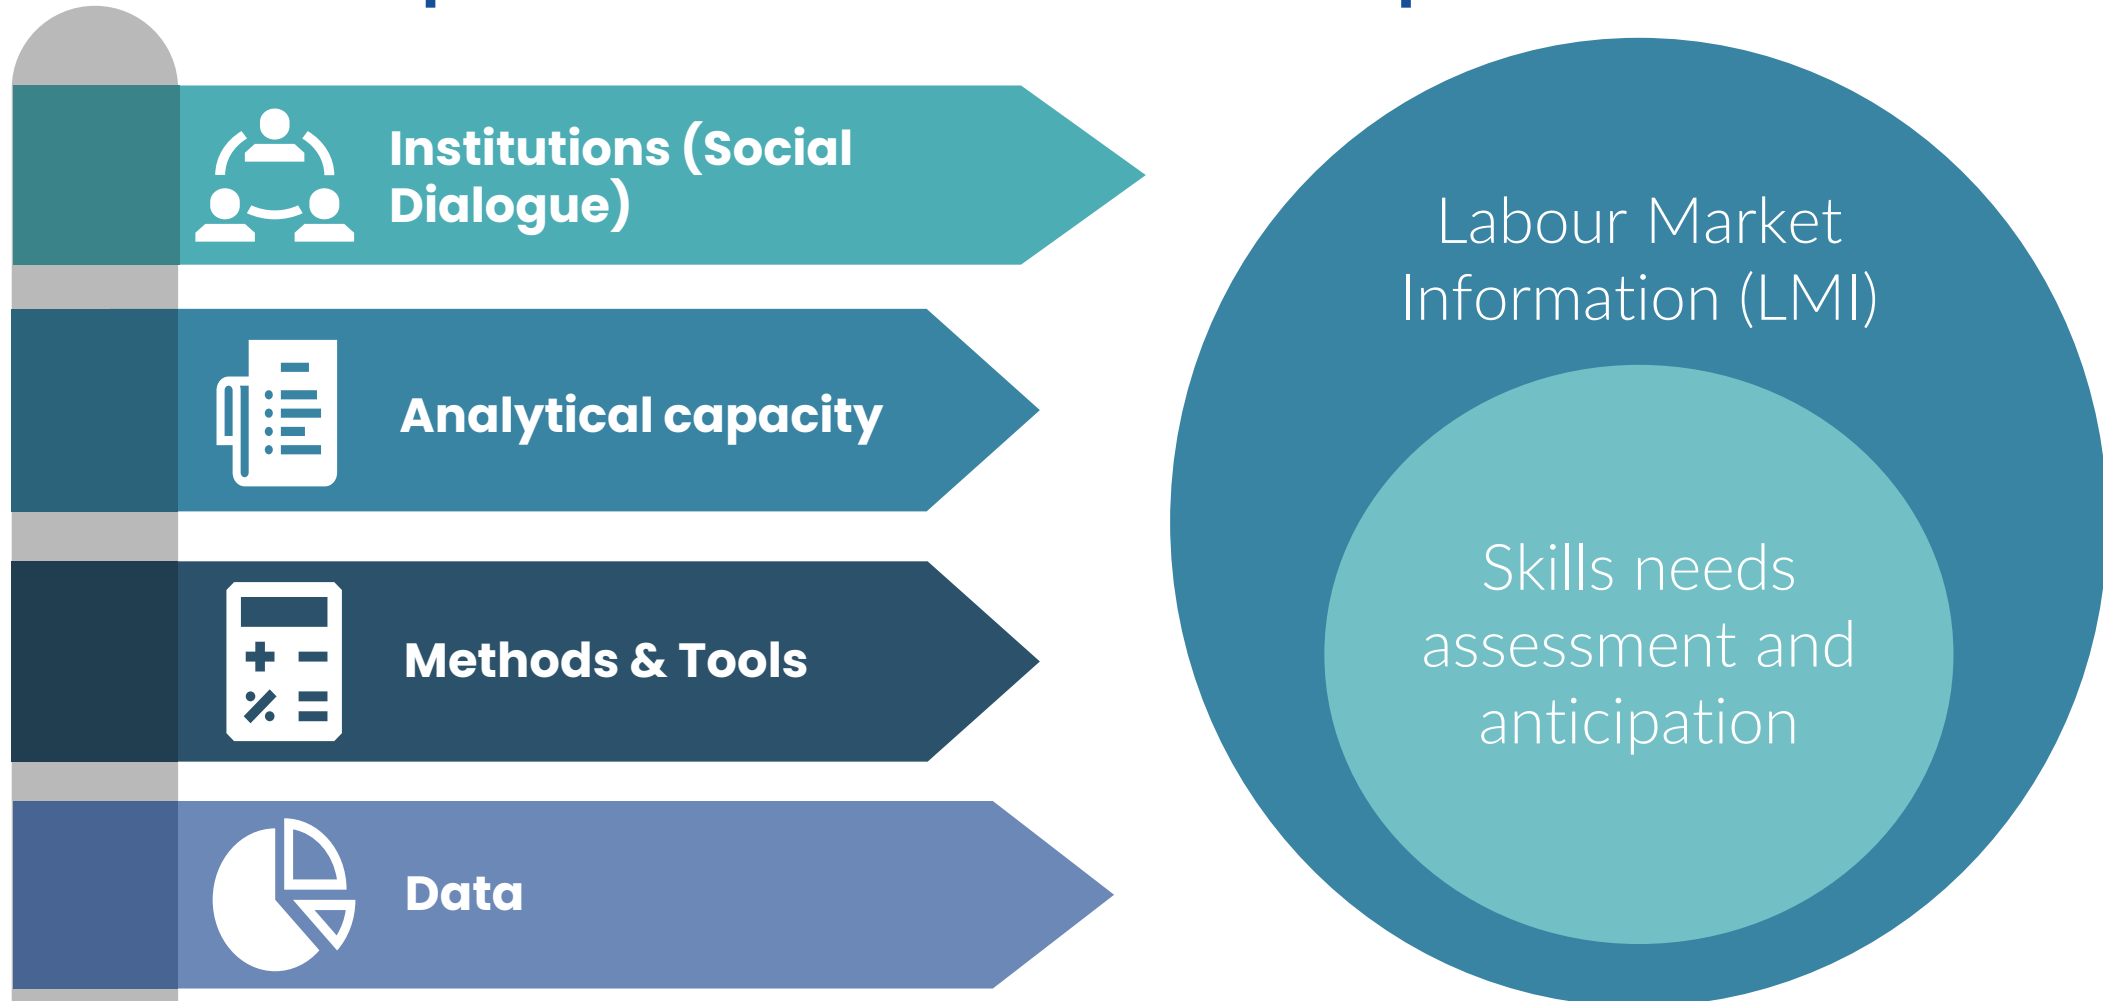 Institutions (Social
Dialogue)
Analytical capacity
Methods & Tools
Data
Labour Market
Information (LMI)
Skills needs
assessment and
anticipation